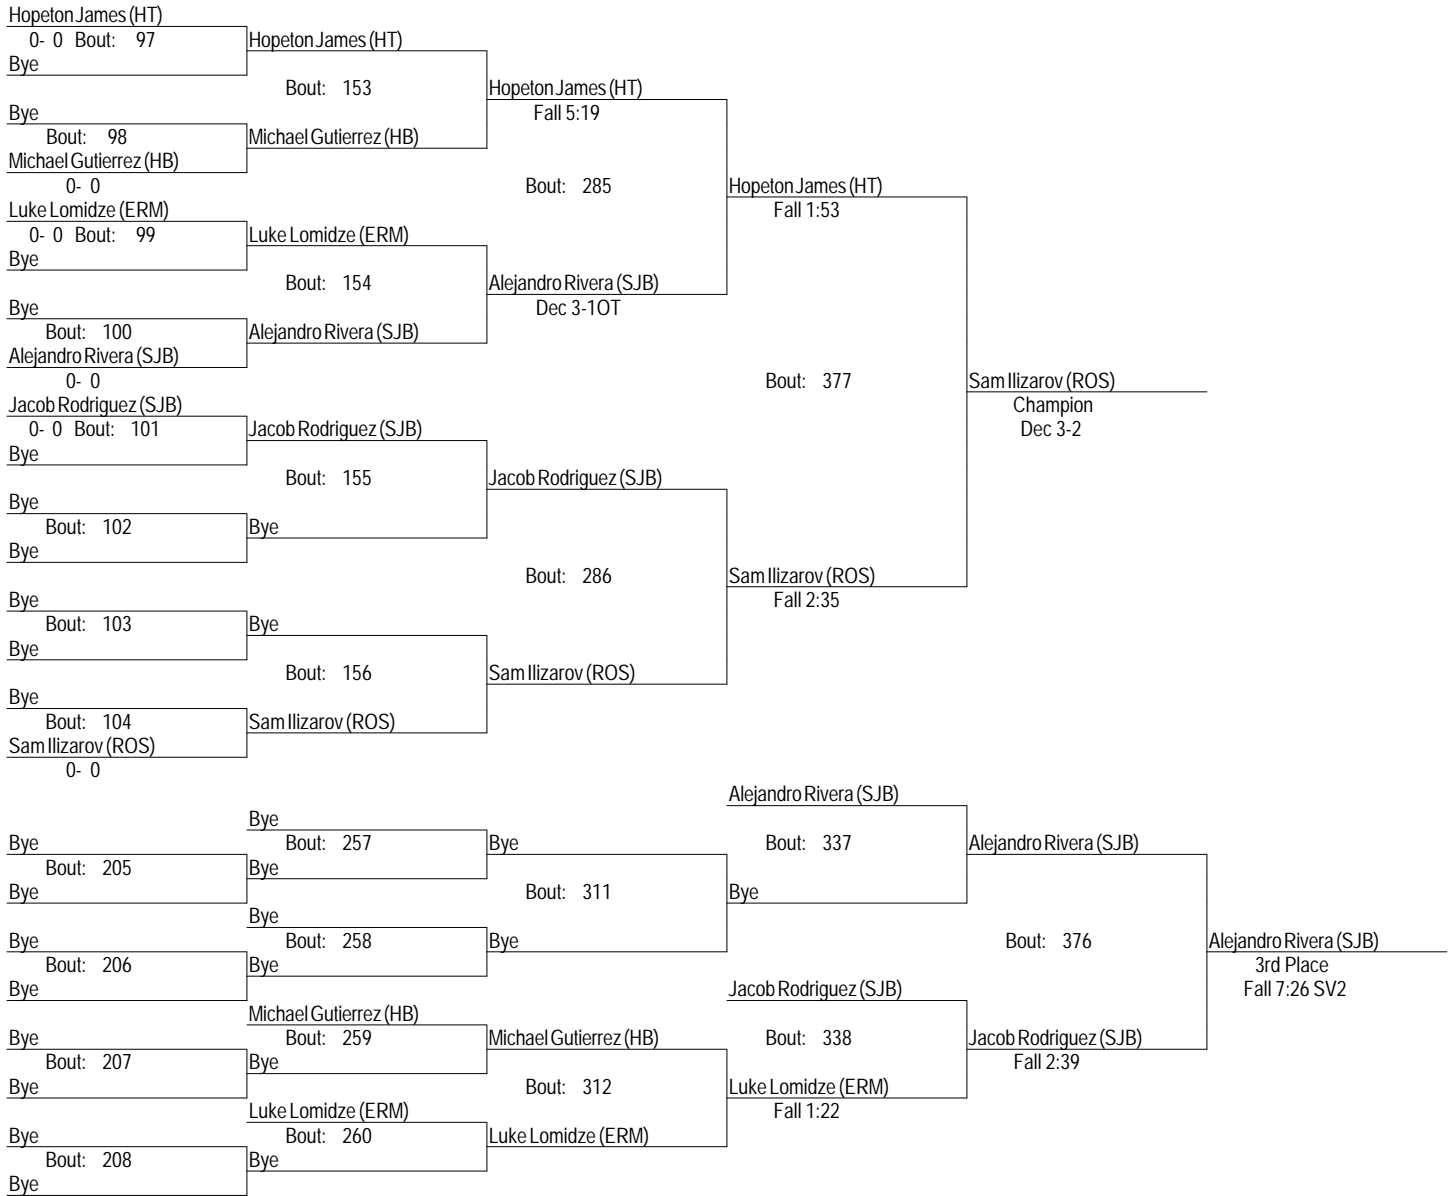 Hopeton James (HT)
0- 0 Bout: 97
Hopeton James (HT)
Bye
Bout: 153
Hopeton James (HT)
Bye
Fall 5:19
Bout: 98
Michael Gutierrez (HB)
Michael Gutierrez (HB)
0- 0
Bout: 285
Hopeton James (HT)
Luke Lomidze (ERM)
Fall 1:53
0- 0 Bout: 99
Luke Lomidze (ERM)
Bye
Bout: 154
Alejandro Rivera (SJB)
Bye
Dec 3-1OT
Bout: 100
Alejandro Rivera (SJB)
Alejandro Rivera (SJB)
0- 0
Bout: 377
Sam Ilizarov (ROS)
Jacob Rodriguez (SJB)
Champion
0- 0 Bout: 101
Jacob Rodriguez (SJB)
Dec 3-2
Bye
Bout: 155
Jacob Rodriguez (SJB)
Bye
Bout: 102
Bye
Bye
Bout: 286
Sam Ilizarov (ROS)
Bye
Fall 2:35
Bout: 103
Bye
Bye
Bout: 156
Sam Ilizarov (ROS)
Bye
Bout: 104
Sam Ilizarov (ROS)
Sam Ilizarov (ROS)
0- 0
Alejandro Rivera (SJB)
Bye
Bye
Bout: 257
Bye
Bout: 337
Alejandro Rivera (SJB)
Bout: 205
Bye
Bye
Bout: 311
Bye
Bye
Bye
Bout: 258
Bye
Bout: 376
Alejandro Rivera (SJB)
Bout: 206
Bye
3rd Place
Bye
Jacob Rodriguez (SJB)
Fall 7:26 SV2
Michael Gutierrez (HB)
Bye
Bout: 259
Michael Gutierrez (HB)
Bout: 338
Jacob Rodriguez (SJB)
Bout: 207
Bye
Fall 2:39
Bye
Bout: 312
Luke Lomidze (ERM)
Luke Lomidze (ERM)
Fall 1:22
Bye
Bout: 260
Luke Lomidze (ERM)
Bout: 208
Bye
Bye